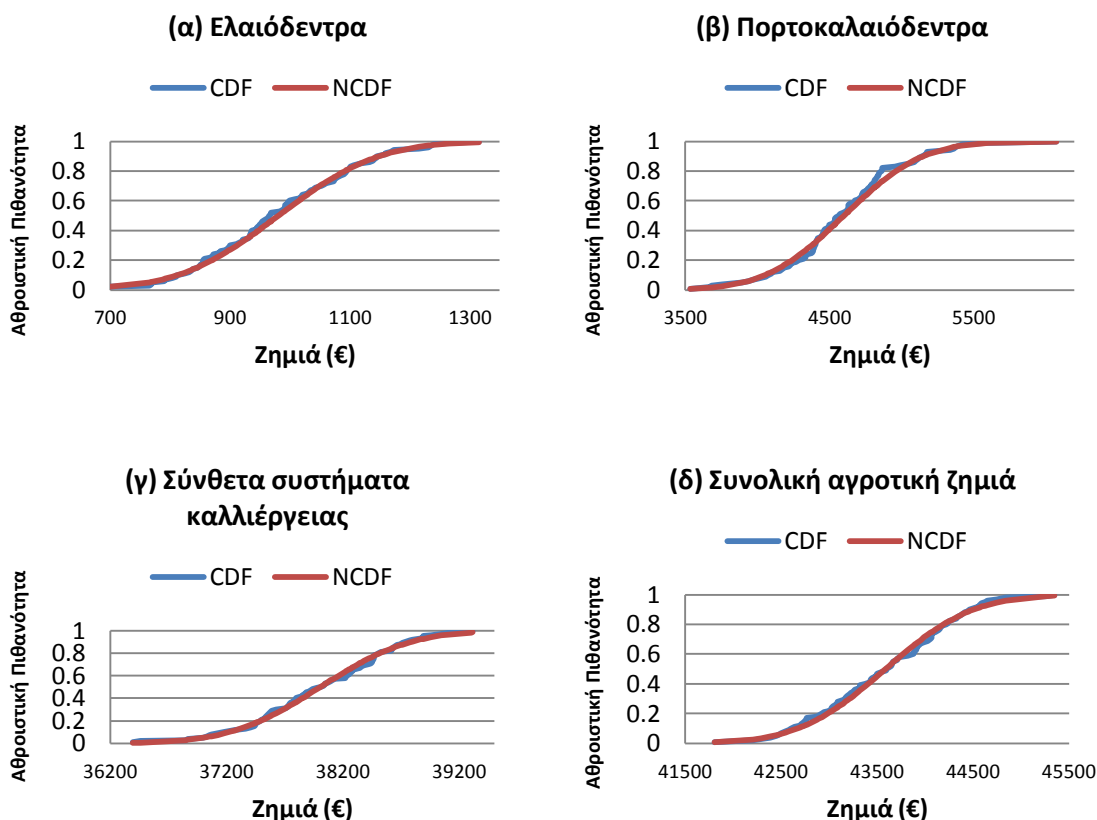 (α) Ελαιόδεντρα
CDF NCDF
Αθροιστική Πιθανότητα
1
0.8
0.6
0.4
0.2
0
700 900 1100 1300
Ζημιά (€)
(β) Πορτοκαλαιόδεντρα
CDF NCDF
Αθροιστική Πιθανότητα
1
0.8
0.6
0.4
0.2
0
3500 4500 5500
Ζημιά (€)
(γ) Σύνθετα συστήματα
καλλιέργειας
CDF NCDF
Αθροιστική Πιθανότητα
1
0.8
0.6
0.4
0.2
0
36200 37200 38200 39200
Ζημιά (€)
(δ) Συνολική αγροτική ζημιά
CDF NCDF
Αθροιστική Πιθανότητα
1
0.8
0.6
0.4
0.2
0
41500 42500 43500 44500 45500
Ζημιά (€)